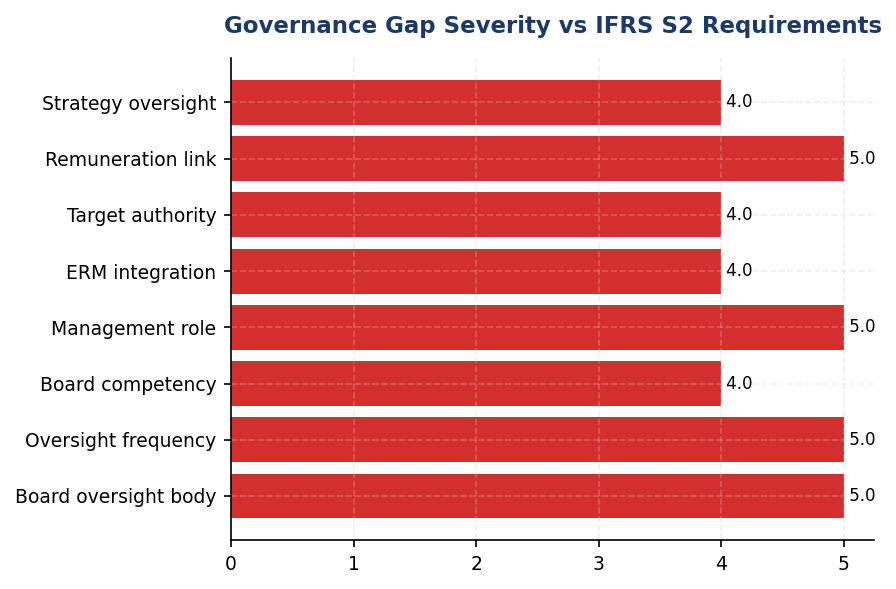 Governance Gap Severity vs IFRS S2 Requirements
Strategy oversight 4.0
Remuneration link 5.0
Target authority 4.0
ERM integration 4.0
Management role 5.0
Board competency 4.0
Oversight frequency 5.0
Board oversight body 5.0
0 1 2 3 4 5